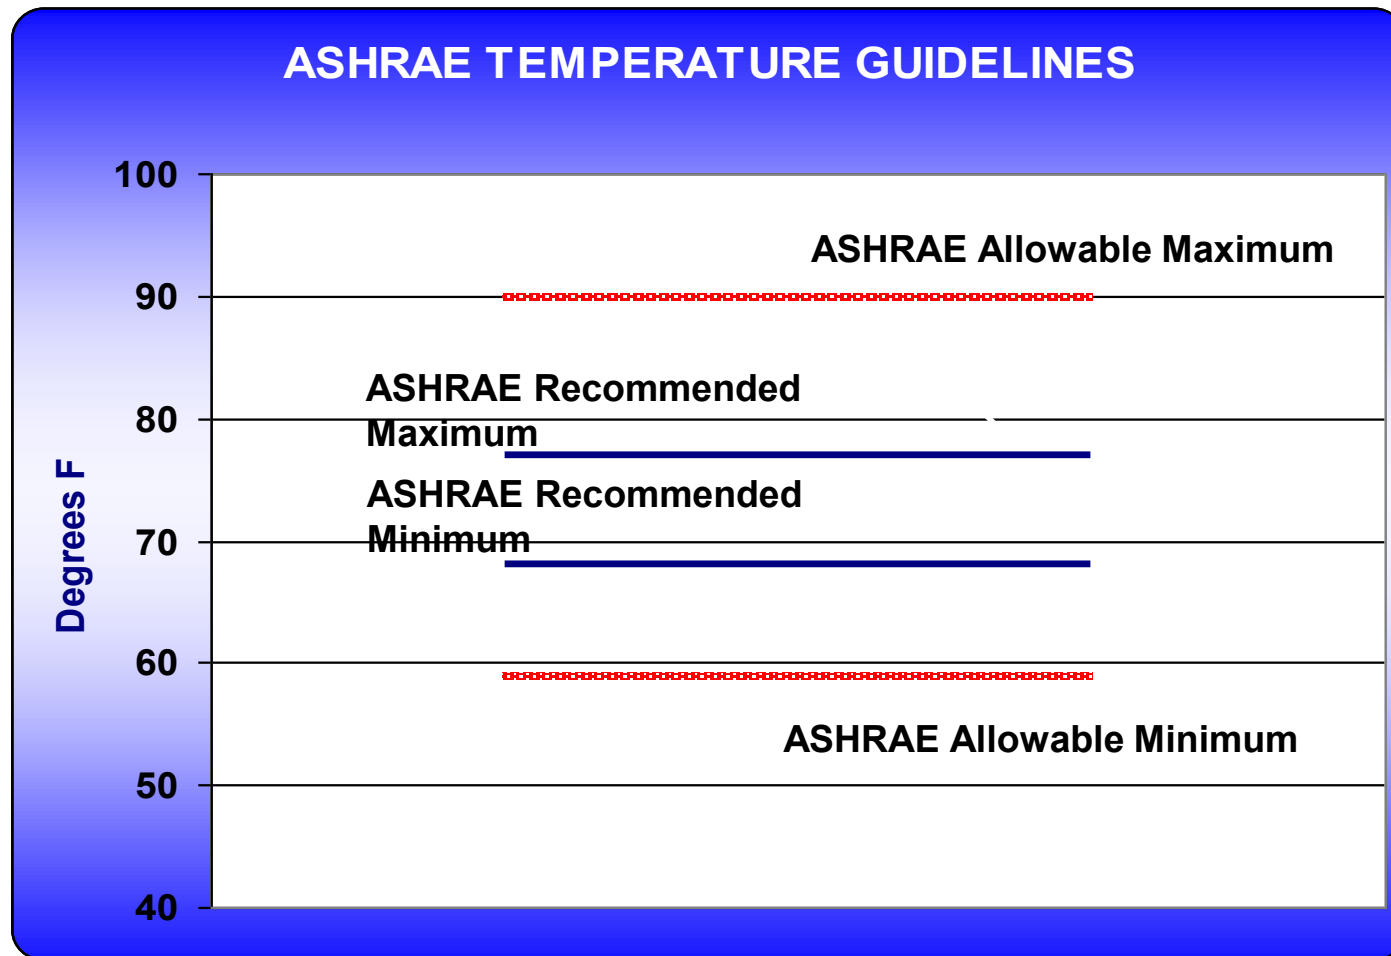 ASHRAE TEMPERATURE GUIDELINES
100
ASHRAE Allowable Maximum
90
ASHRAE Recommended
80
Maximum
Degrees F
ASHRAE Recommended
70
Minimum
60
ASHRAE Allowable Minimum
50
40